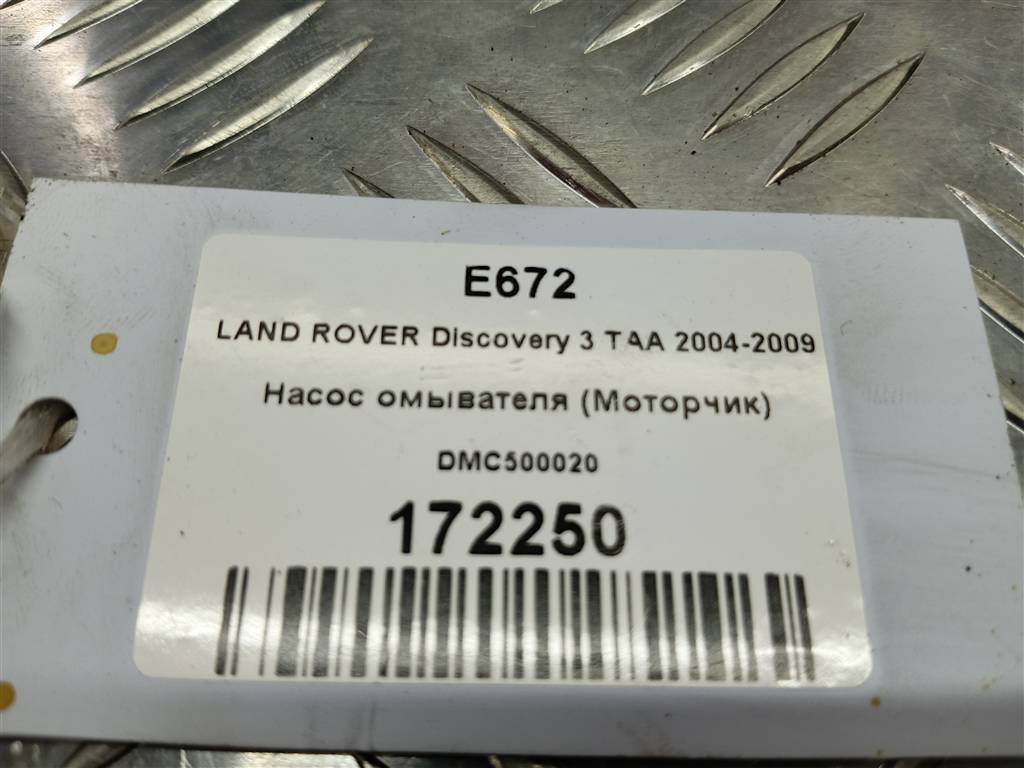 E672
LAND ROVER Discovery 3 TAA 2004-2009
Насос омывателя (Моторчик)
DMC500020
172250